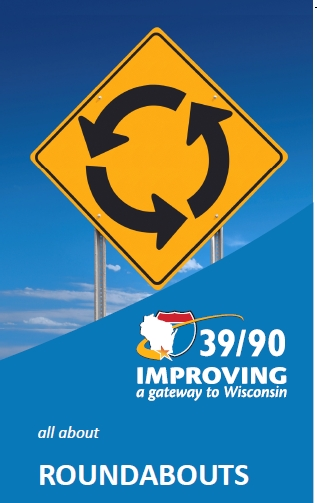 39/90
IMPROVING
a gateway to Wisconsin
all about
ROUNDABOUTS